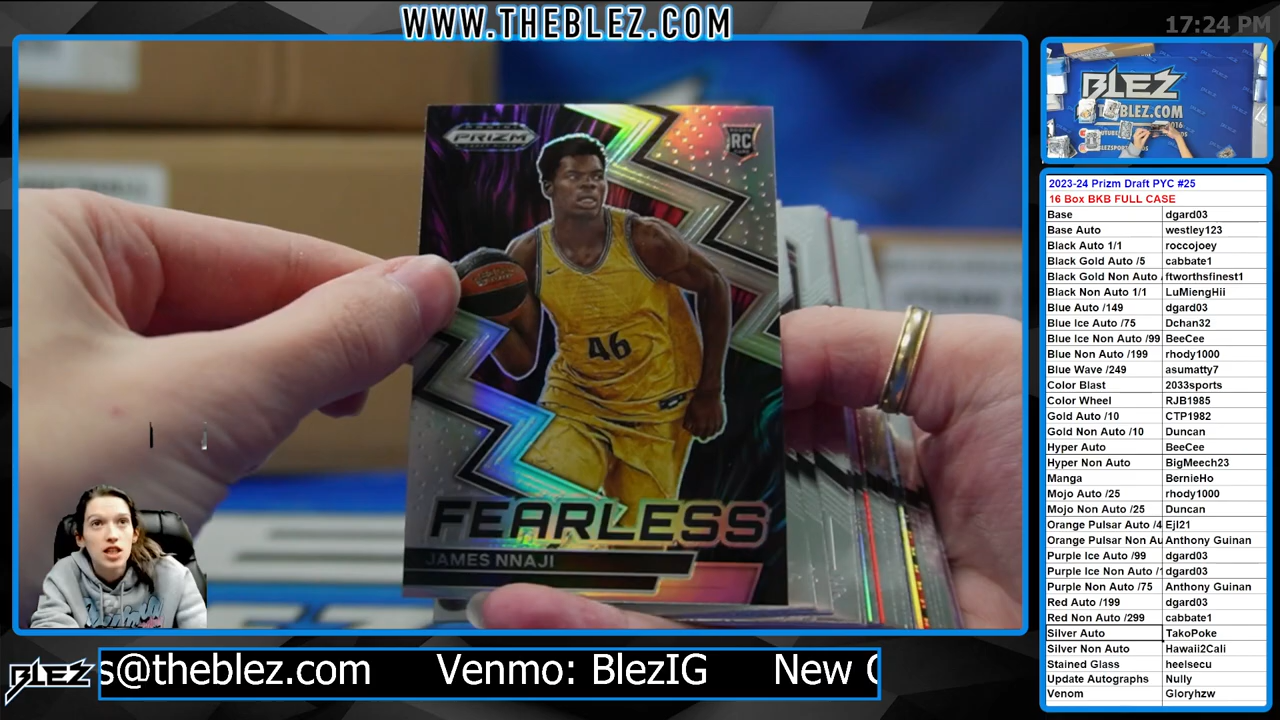 WWW.THEBLEZ.COM
17:24 PM
PRIZM
RC
46
FEARLESS
JAMES NNAJI
BLEZ
THEBLEZ.COM
2023-24 Prizm Draft PYC #25
16 Box BKB FULL CASE
Base dgard03
Base Auto westley123
Black Auto 1/1 roccojoey
Black Gold Auto /5 cabbate1
Black Gold Non Auto ftworthsfinest1
Black Non Auto 1/1 LuMiengHii
Blue Auto /149 dgard03
Blue Ice Auto /75 Dchan32
Blue Ice Non Auto /99 BeeCee
Blue Non Auto /199 rhody1000
Blue Wave /249 asumatty7
Color Blast 2033sports
Color Wheel RJB1985
Gold Auto /10 CTP1982
Gold Non Auto /10 Duncan
Hyper Auto BeeCee
Hyper Non Auto BigMeech23
Manga BernieHo
Mojo Auto /25 rhody1000
Mojo Non Auto /25 Duncan
Orange Pulsar Auto /4 Ejl21
Orange Pulsar Non Au Anthony Guinan
Purple Ice Auto /99 dgard03
Purple Ice Non Auto /1 dgard03
Purple Non Auto /75 Anthony Guinan
Red Auto /199 dgard03
Red Non Auto /299 cabbate1
Silver Auto TakoPoke
Silver Non Auto Hawaii2Cali
Stained Glass heeisecu
Update Autographs Nully
Venom Gloryhzw
BLEZ
s@theblez.com Venmo: BlezIG New